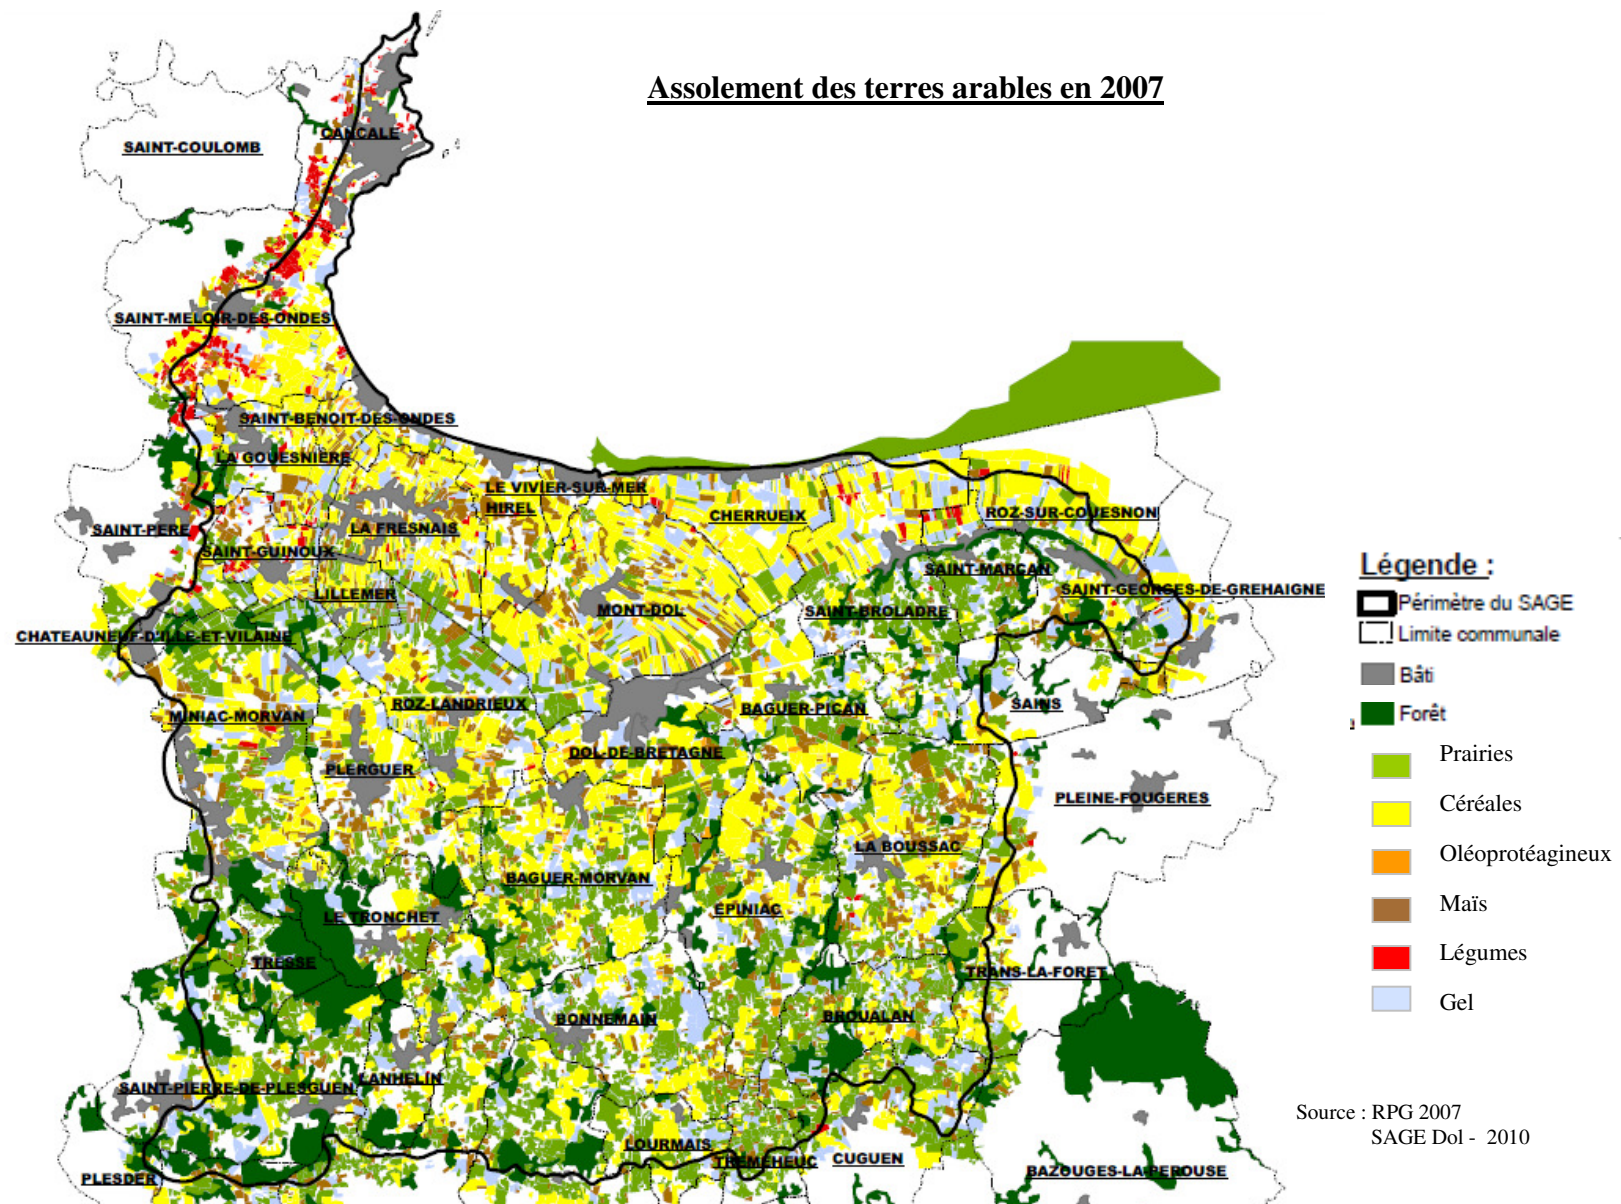 Assolement des terres arables en 2007
CANCALE
SAINT-COULOMB
SAINT-MELOIR-DES-ONDES
SAINT-BENOIT-DES-ONDES
LA GOUESNIERE
LE VIVIER-SUR-MER
HIREL
CHERRUEIX
ROZ-SUR-COUESNON
SAINT-PERE
LA FRESNAIS
SAINT-GUINOUX
SAINT-MARCAN
LILLEMER
SAINT-GEORGES-DE-GREHAIGNE
MONT-DOL
SAINT-BROLADRE
CHATEAUNEUF-D'ILLE-ET-VILAINE
ROZ-LANDRIEUX
BAGUER-PICAN
SAINS
MINIAC-MORVAN
DOL-DE-BRETAGNE
PLERGUER
PLEINE-FOUGERES
LA BOUSSAC
BAGUER-MORVAN
EPINIAC
LE TRONCHET
TRESSE
TRANS-LA-FORET
BONNEMAIN
BROUALAN
LANHELIN
SAINT-PIERRE-DE-PLESGUEN
LOURMAIS
TREMEHEUC
CUGUEN
PLESDER
BAZOUGES-LA-PEROUSE
Légende :
Périmètre du SAGE
Limite communale
Bâti
Forêt
Prairies
Céréales
Oléoprotéagineux
Maïs
Légumes
Gel
Source : RPG 2007
SAGE Dol - 2010